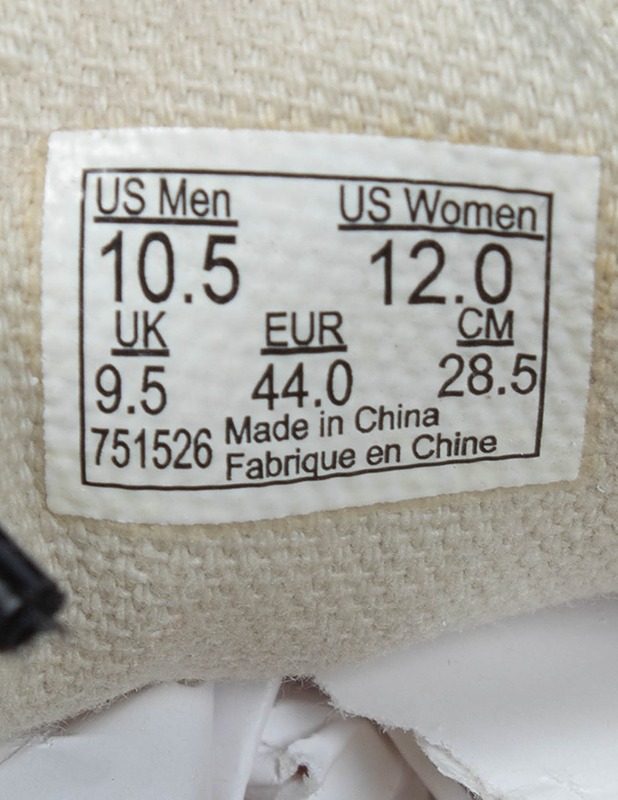 US Men US Women
10.5 12.0
UK EUR CM
9.5 44.0 28.5
751526 Made in China
Fabrique en Chine